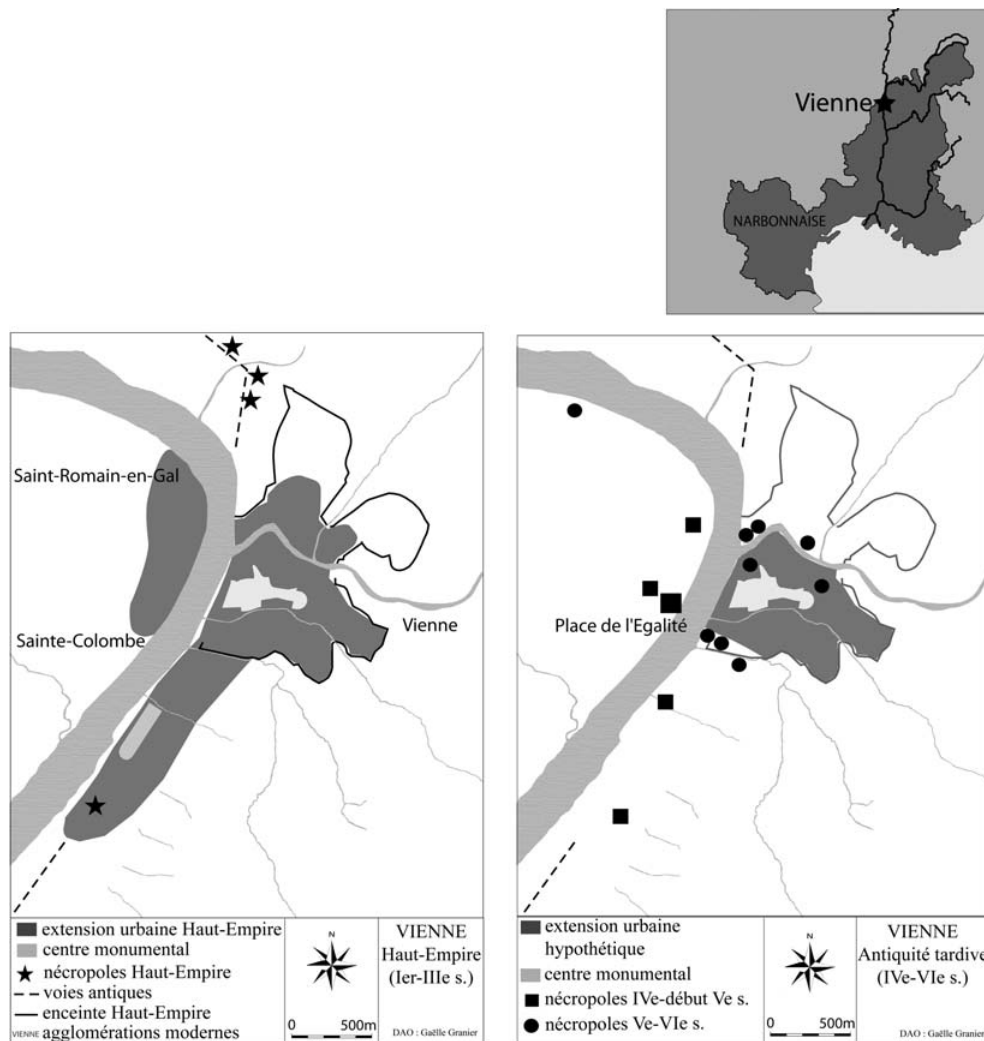 Vienne
NARBONNAISE
Saint-Romain-en-Gal
Sainte-Colombe
Vienne
extension urbaine Haut-Empire
centre monumental
nécropoles Haut-Empire
voies antiques
enceinte Haut-Empire
VIENNE agglomérations modernes
N
0 500m
VIENNE
Haut-Empire
(Ier-IIIe s.)
DAO : Gaëlle Granier
Place de l'Egalité
extension urbaine
hypothétique
centre monumental
nécropoles IVe-début Ve s.
nécropoles Ve-VIe s.
N
0 500m
VIENNE
Antiquité tardive
(IVe-VIe s.)
DAO : Gaëlle Granier